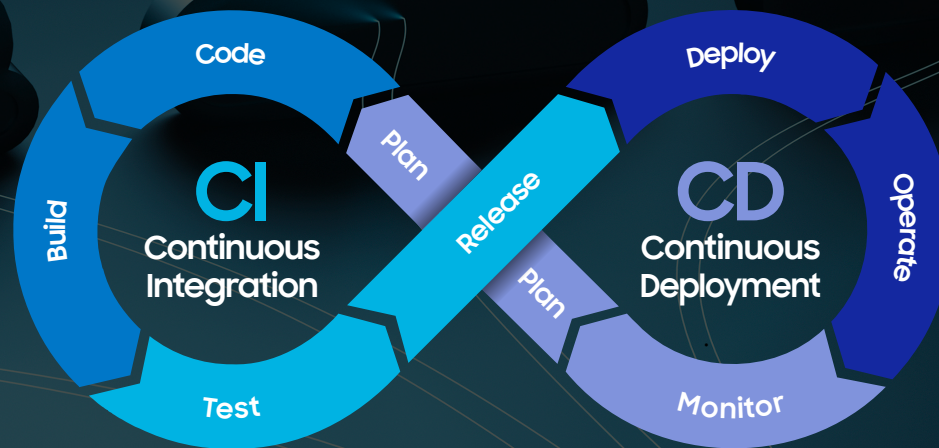 Code
Deploy
Plan
CI
Continuous
Integration
Build
Release
CD
Continuous
Deployment
Operate
Plan
Test
Monitor